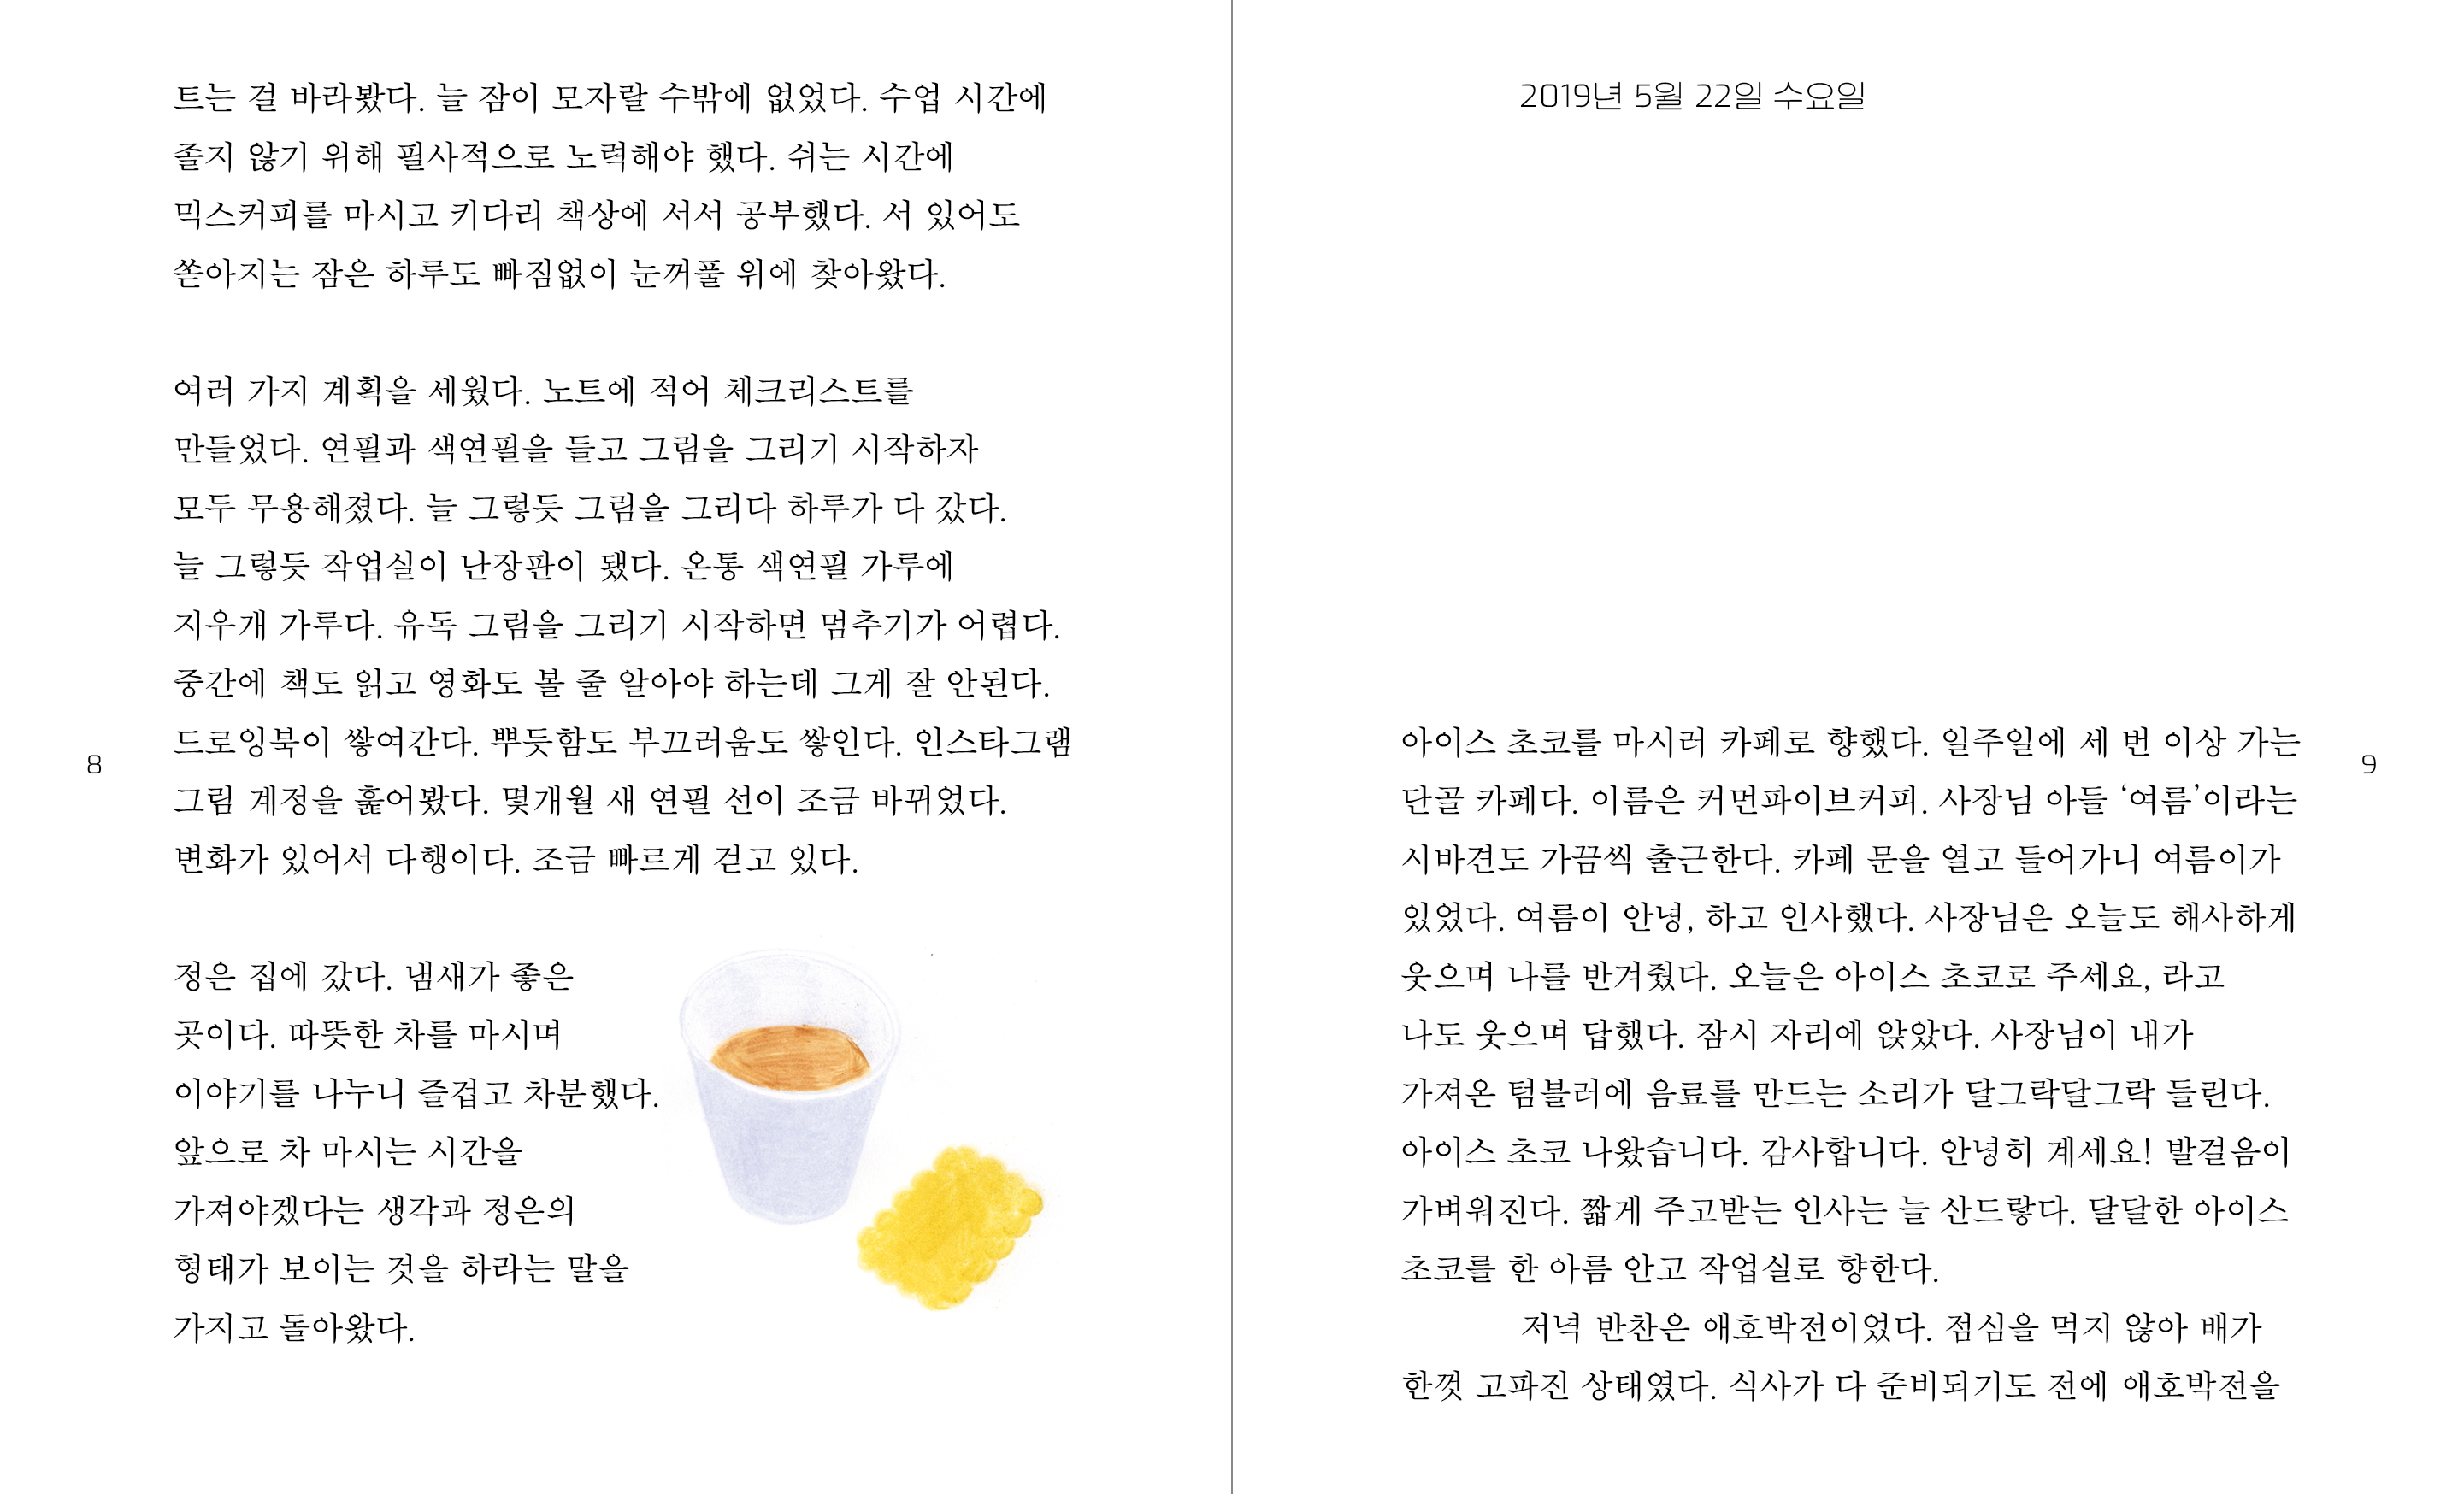 트는 걸 바라봤다. 늘 잠이 모자랄 수밖에 없었다. 수업 시간에
졸지 않기 위해 필사적으로 노력해야 했다. 쉬는 시간에
믹스커피를 마시고 키다리 책상에 서서 공부했다. 서 있어도
쏟아지는 잠은 하루도 빠짐없이 눈꺼풀 위에 찾아왔다.
여러 가지 계획을 세웠다. 노트에 적어 체크리스트를
만들었다. 연필과 색연필을 들고 그림을 그리기 시작하자
모두 무용해졌다. 늘 그렇듯 그림을 그리다 하루가 다 갔다.
늘 그렇듯 작업실이 난장판이 됐다. 온통 색연필 가루에
지우개 가루다. 유독 그림을 그리기 시작하면 멈추기가 어렵다.
중간에 책도 읽고 영화도 볼 줄 알아야 하는데 그게 잘 안된다.
드로잉북이 쌓여간다. 뿌듯함도 부끄러움도 쌓인다. 인스타그램
그림 계정을 훑어봤다. 몇개월 새 연필 선이 조금 바뀌었다.
변화가 있어서 다행이다. 조금 빠르게 걷고 있다.
정은 집에 갔다. 냄새가 좋은
곳이다. 따뜻한 차를 마시며
이야기를 나누니 즐겁고 차분했다.
앞으로 차 마시는 시간을
가져야겠다는 생각과 정은의
형태가 보이는 것을 하라는 말을
가지고 돌아왔다.
8
2019년 5월 22일 수요일
아이스 초코를 마시러 카페로 향했다. 일주일에 세 번 이상 가는
단골 카페다. 이름은 커먼파이브커피. 사장님 아들 ‘여름’이라는
시바견도 가끔씩 출근한다. 카페 문을 열고 들어가니 여름이가
있었다. 여름이 안녕, 하고 인사했다. 사장님은 오늘도 해사하게
웃으며 나를 반겨줬다. 오늘은 아이스 초코로 주세요, 라고
나도 웃으며 답했다. 잠시 자리에 앉았다. 사장님이 내가
가져온 텀블러에 음료를 만드는 소리가 달그락달그락 들린다.
아이스 초코 나왔습니다. 감사합니다. 안녕히 계세요! 발걸음이
가벼워진다. 짧게 주고받는 인사는 늘 산드랗다. 달달한 아이스
초코를 한 아름 안고 작업실로 향한다.
저녁 반찬은 애호박전이었다. 점심을 먹지 않아 배가
한껏 고파진 상태였다. 식사가 다 준비되기도 전에 애호박전을
9